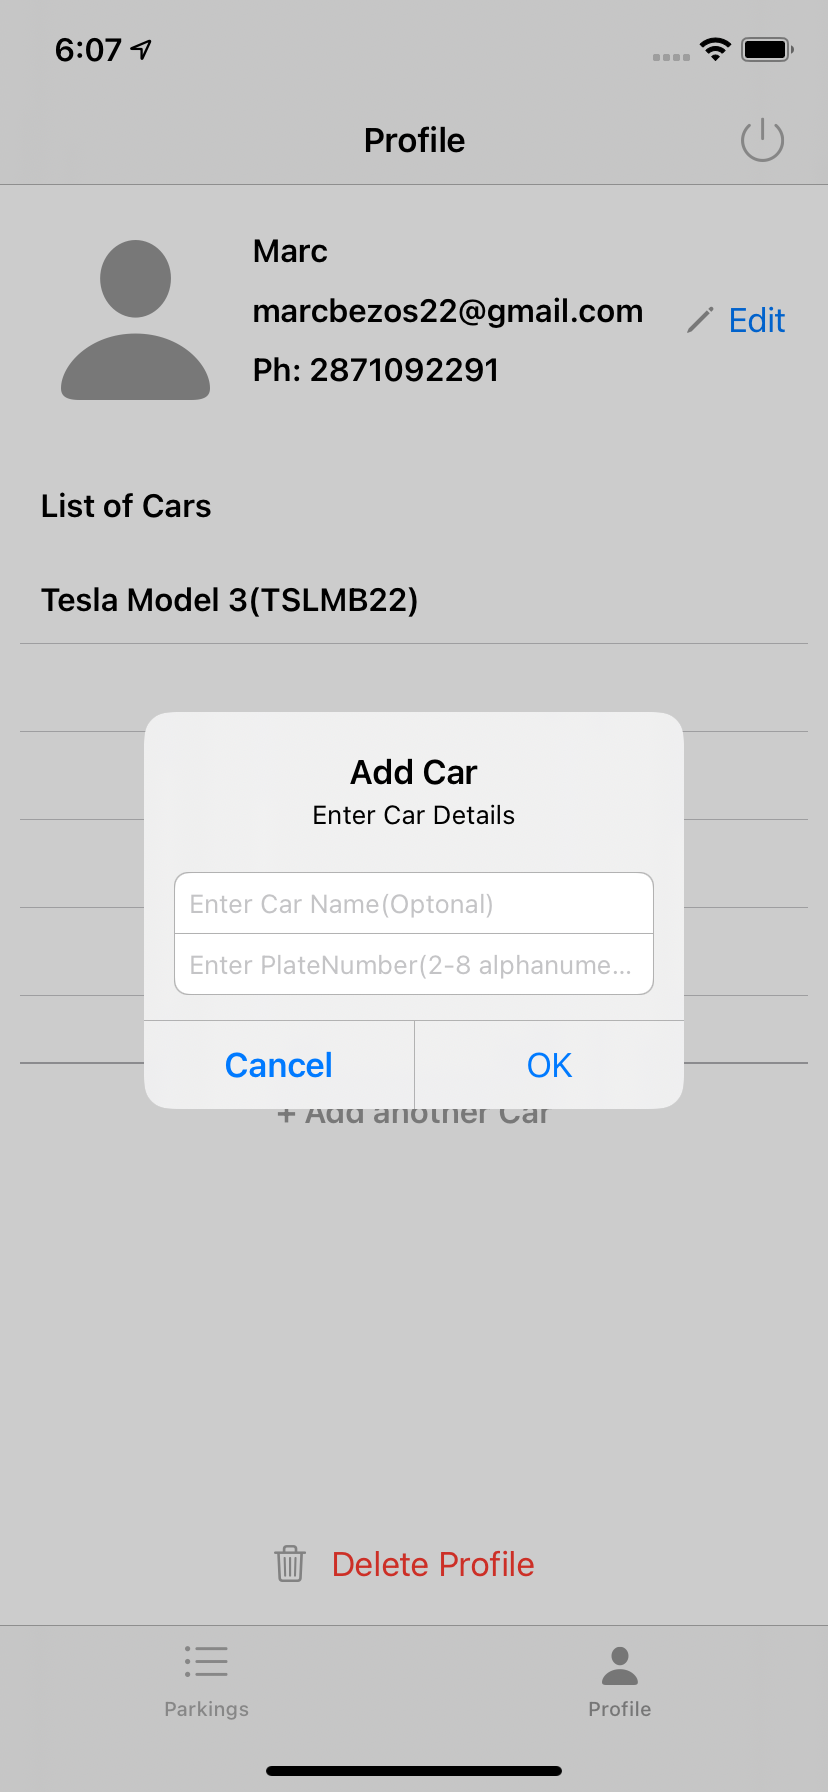 6:07
Profile
Marc
marcbezos22@gmail.com
Edit
Ph: 2871092291
List of Cars
Tesla Model 3(TSLMB22)
Add Car
Enter Car Details
Enter Car Name(Optonal)
Enter PlateNumber(2-8 alphanume...
Cancel
OK
+ Add another Car
Delete Profile
Parkings
Profile